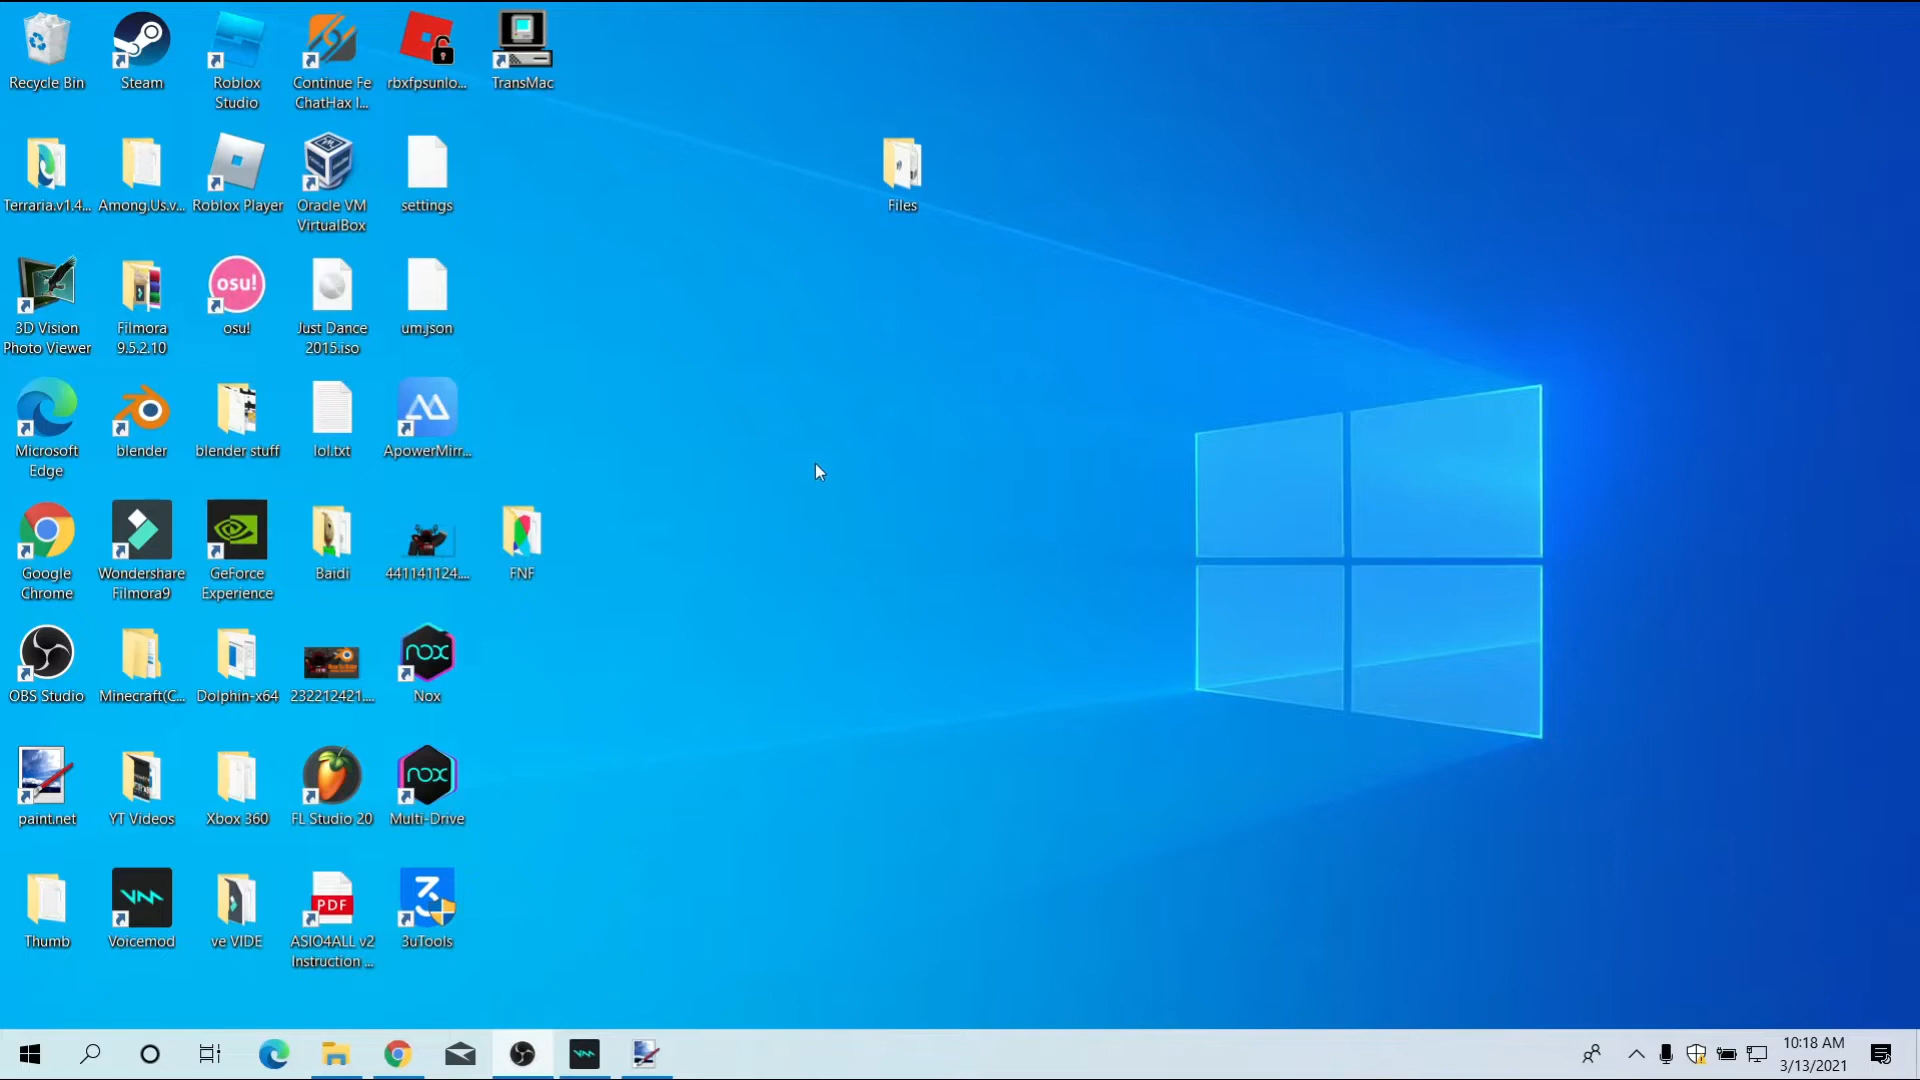 Recycle Bin
Steam
Roblox
Studio
Continue Fe
ChatHax I...
rbxfpsunlo...
TransMac
Terraria.v1.4...
Among.Us.v...
Roblox Player
Oracle VM
VirtualBox
settings
Files
3D Vision
Photo Viewer
Filmora
9.5.2.10
osu!
osu!
Just Dance
2015.iso
um.json
Microsoft
Edge
blender
blender stuff
lol.txt
ApowerMirr...
Google
Chrome
Wondershare
Filmora9
GeForce
Experience
Baidi
441141124....
FNF
OBS Studio
Minecraft(C...
Dolphin-x64
232212421....
nox
Nox
paint.net
YT Videos
Xbox 360
FL Studio 20
nox
Multi-Drive
Thumb
Voicemod
ve VIDE
PDF
ASIO4ALL v2
Instruction ...
3uTools
10:18 AM
3/13/2021